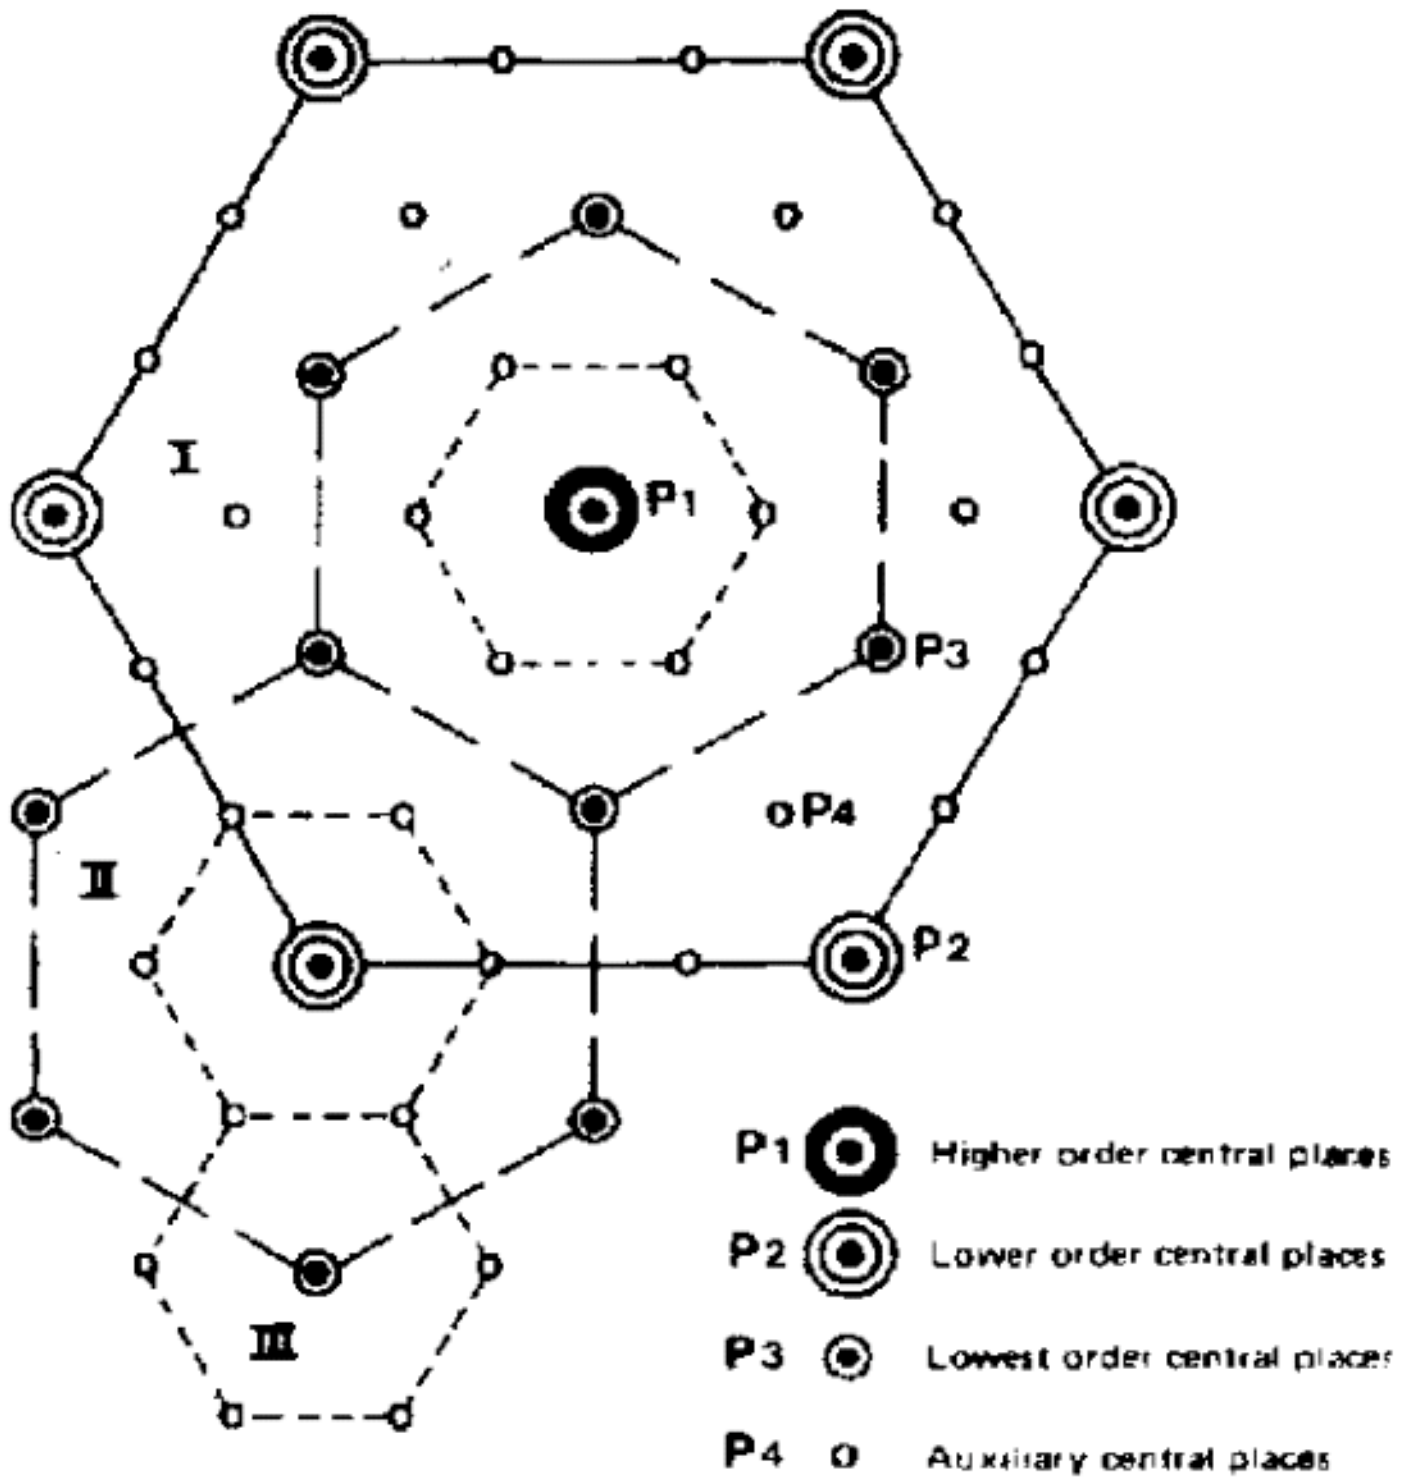 I
P1
P3
P4
II
P2
P1 Higher order central places
P2 Lower order central places
III
P3 Lowest order central places
P4 Auxiliary central places